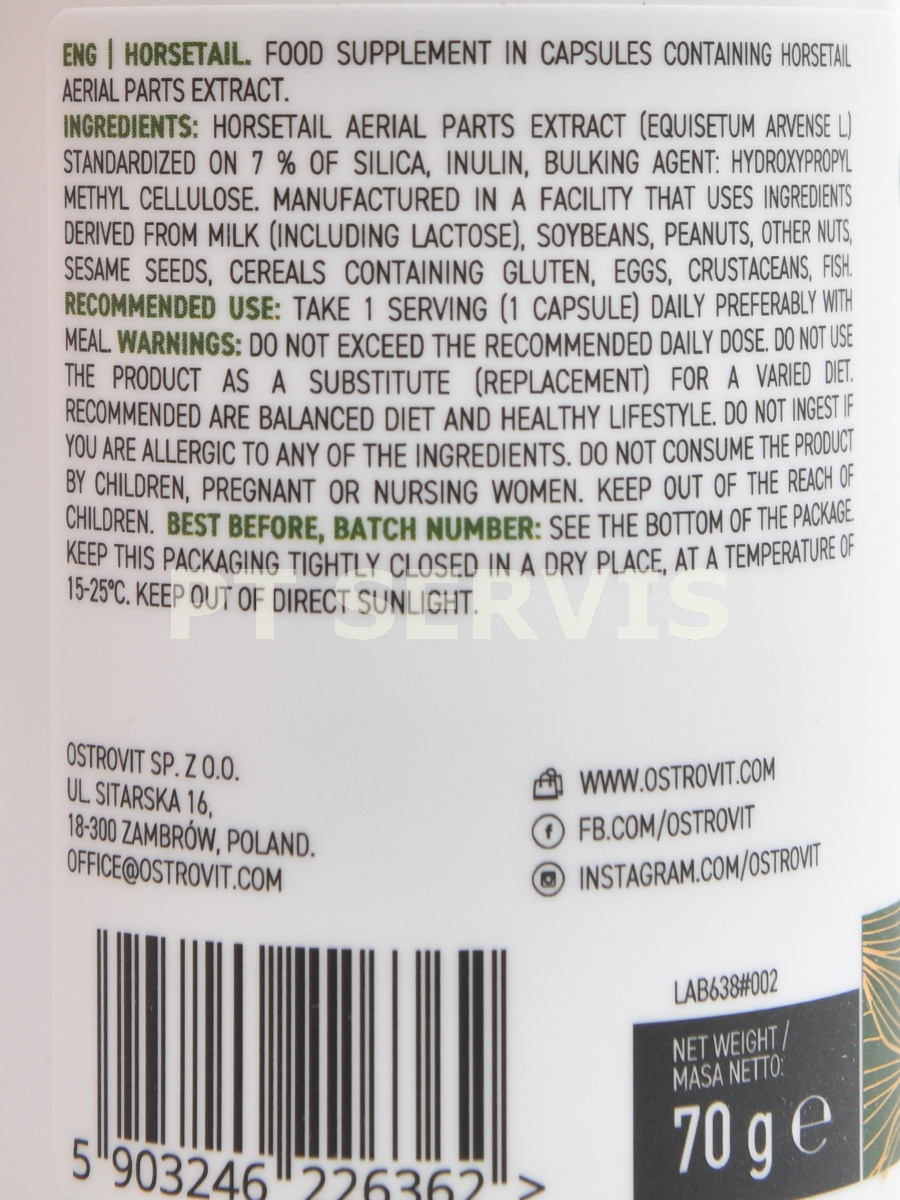 ENG | HORSETAIL. FOOD SUPPLEMENT IN CAPSULES CONTAINING HORSETAIL
AERIAL PARTS EXTRACT.
INGREDIENTS: HORSETAIL AERIAL PARTS EXTRACT (EQUISETUM ARVENSE L.)
STANDARDIZED ON 7 % OF SILICA, INULIN, BULKING AGENT: HYDROXYPROPYL
METHYL CELLULOSE. MANUFACTURED IN A FACILITY THAT USES INGREDIENTS
DERIVED FROM MILK (INCLUDING LACTOSE), SOYBEANS, PEANUTS, OTHER NUTS,
SESAME SEEDS, CEREALS CONTAINING GLUTEN, EGGS, CRUSTACEANS, FISH.
RECOMMENDED USE: TAKE 1 SERVING (1 CAPSULE) DAILY PREFERABLY WITH
MEAL. WARNINGS: DO NOT EXCEED THE RECOMMENDED DAILY DOSE. DO NOT USE
THE PRODUCT AS A SUBSTITUTE (REPLACEMENT) FOR A VARIED DIET.
RECOMMENDED ARE BALANCED DIET AND HEALTHY LIFESTYLE. DO NOT INGEST IF
YOU ARE ALLERGIC TO ANY OF THE INGREDIENTS. DO NOT CONSUME THE PRODUCT
BY CHILDREN, PREGNANT OR NURSING WOMEN. KEEP OUT OF THE REACH OF
CHILDREN. BEST BEFORE, BATCH NUMBER: SEE THE BOTTOM OF THE PACKAGE.
KEEP THIS PACKAGING TIGHTLY CLOSED IN A DRY PLACE, AT A TEMPERATURE OF
15-25°C. KEEP OUT OF DIRECT SUNLIGHT.
PT SERVIS
OSTROVIT SP. Z O.O.
UL. SITARSKA 16,
18-300 ZAMBRÓW, POLAND.
OFFICE@OSTROVIT.COM
WWW.OSTROVIT.COM
FB.COM/OSTROVIT
INSTAGRAM.COM/OSTROVIT
LAB638#002
NET WEIGHT /
MASA NETTO:
70 g e
5 903246 226362 >